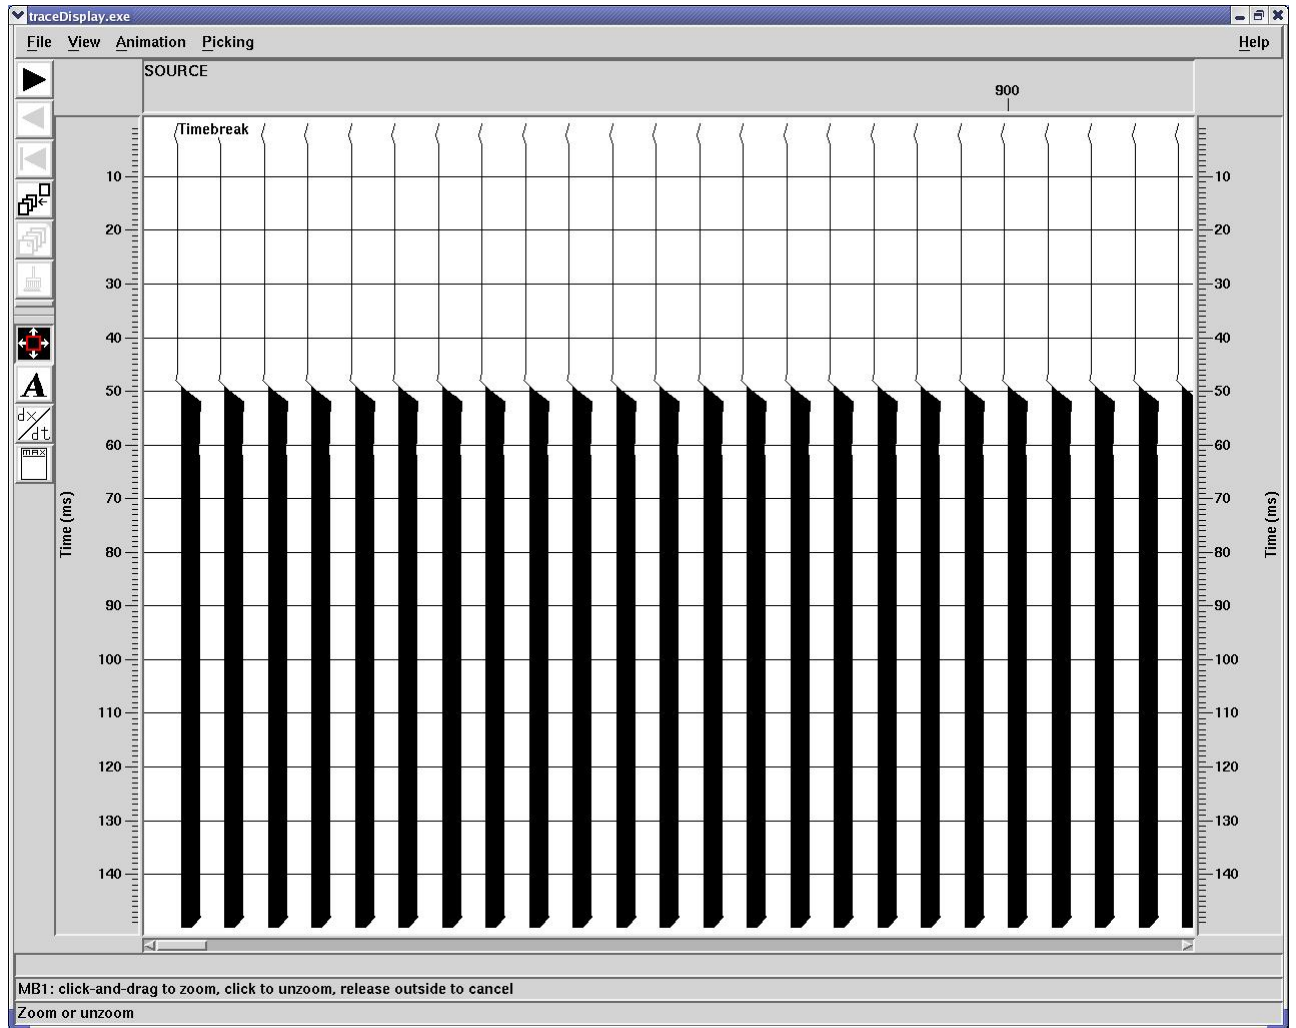 traceDisplay.exe
File View Animation Picking Help
SOURCE
900
Timebreak
10 10
20 20
30 30
40 40
50 50
60 60
70 70
80 80
90 90
100 100
110 110
120 120
130 130
140 140
Time (ms) Time (ms)
A
dx/dt
MAX
MB1: click-and-drag to zoom, click to unzoom, release outside to cancel
Zoom or unzoom